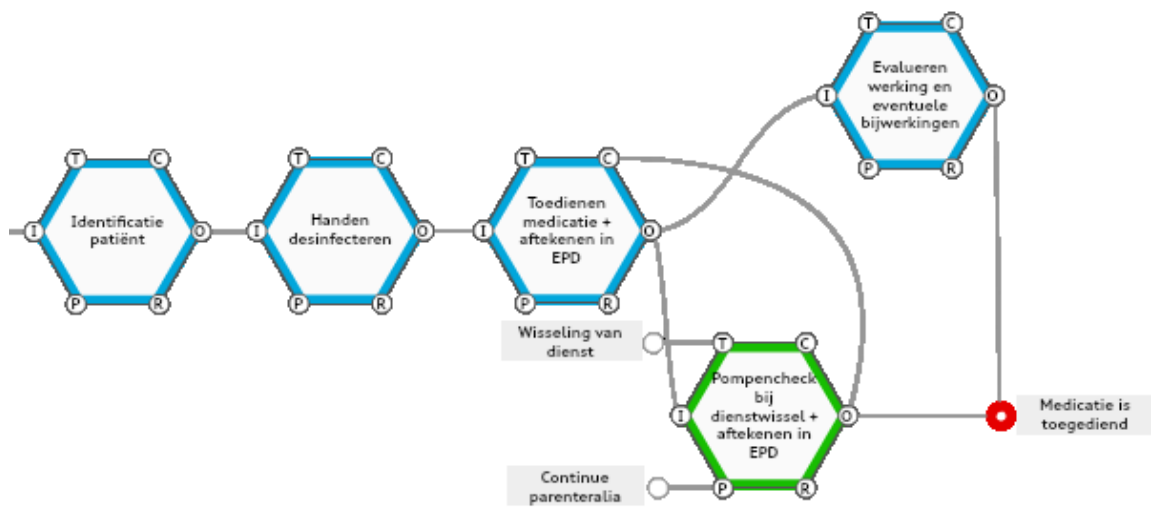 T
C
Evalueren
werking en
eventuele
bijwerkingen
I
O
P
R
T
C
Identificatie
patiënt
I
O
P
R
T
C
Handen
desinfecteren
I
O
P
R
T
C
Toedienen
medicatie +
aftekenen in
EPD
I
O
P
R
Wisseling van
dienst
T
C
Pompencheck
bij
dienstwissel +
aftekenen in
EPD
I
O
P
R
Medicatie is
toegediend
Continue
parenteralia